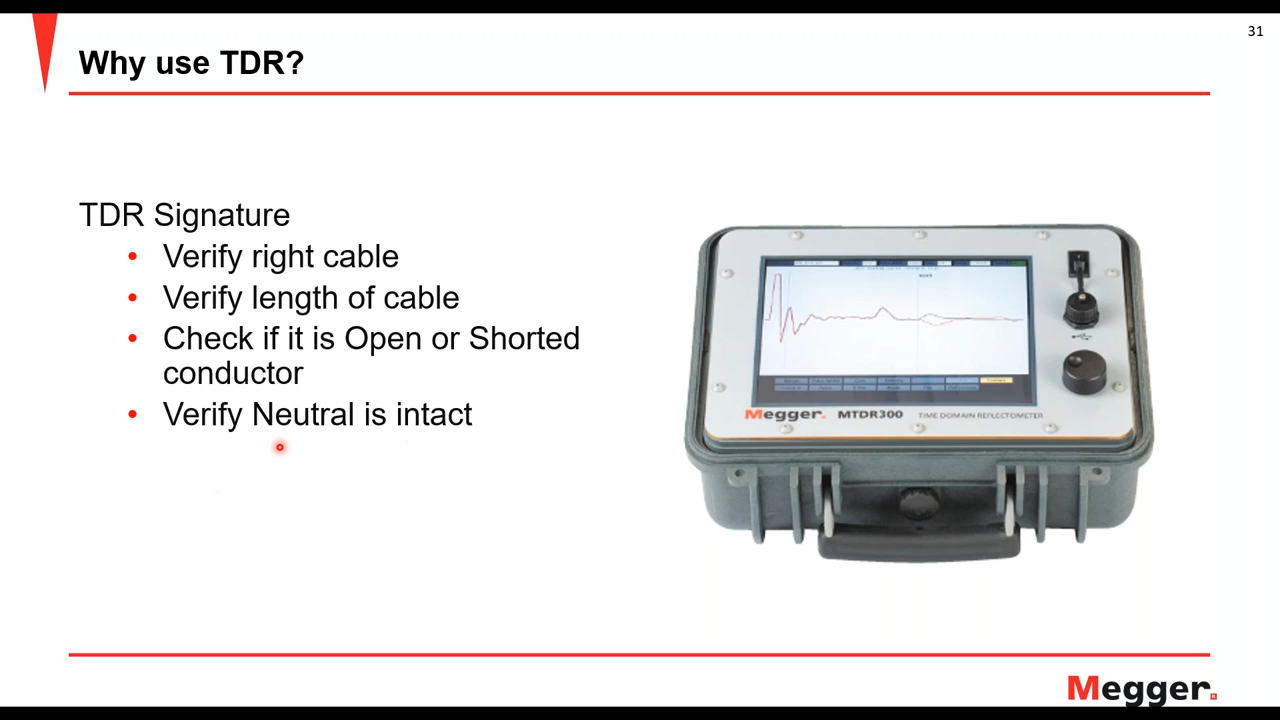 31
Why use TDR?
TDR Signature
• Verify right cable
• Verify length of cable
• Check if it is Open or Shorted
conductor
• Verify Neutral is intact
Megger. MTDR300 TIME DOMAIN REFLECTOMETER
Megger.